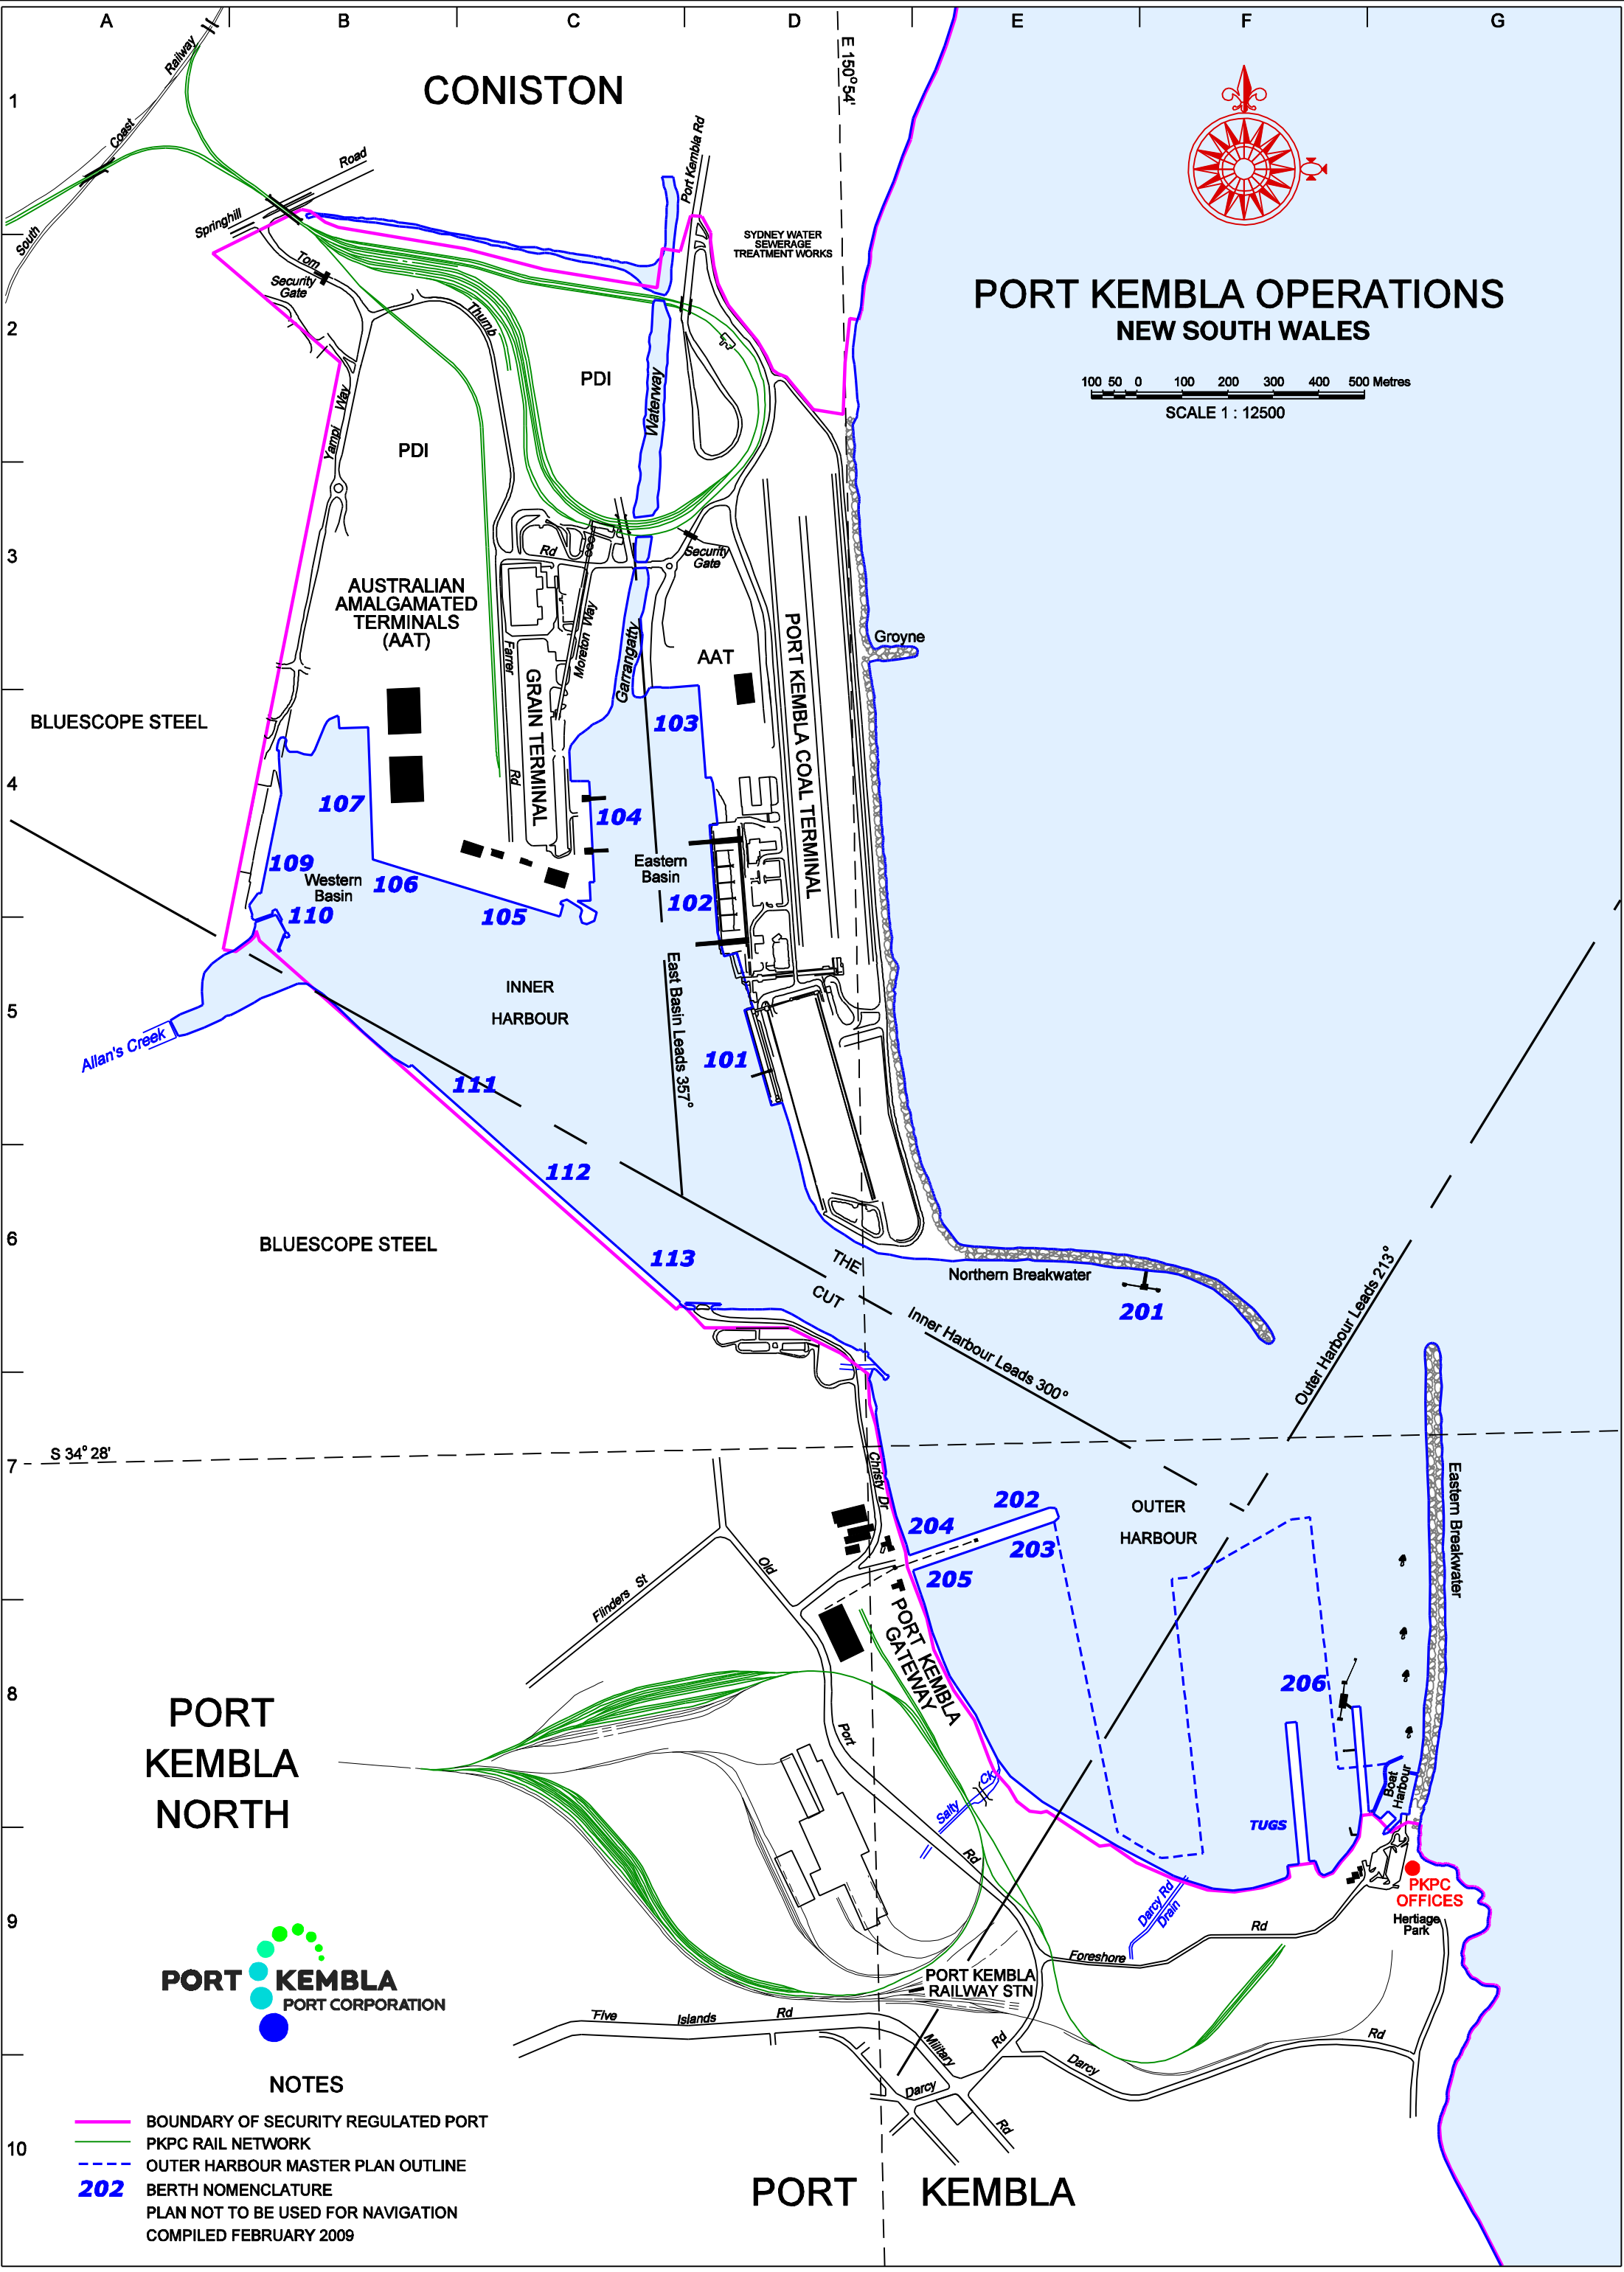 A B C D E F G
1
2
3
4
5
6
7
8
9
10
CONISTON
E 150°54'
Railway
Coast
South
Springhill
Road
Port Kembla Rd
SYDNEY WATER
SEWERAGE
TREATMENT WORKS
PORT KEMBLA OPERATIONS
NEW SOUTH WALES
100 50 0 100 200 300 400 500 Metres
SCALE 1 : 12500
Tom
Thumb
Security
Gate
PDI
Waterway
Yampi Way
PDI
Rd
Security
Gate
AUSTRALIAN
AMALGAMATED
TERMINALS
(AAT)
Farrer
Rd
Moreton Way
Garrangatty
AAT
Groyne
GRAIN TERMINAL
PORT KEMBLA COAL TERMINAL
BLUESCOPE STEEL
103
107
104
109
Western
Basin
106
Eastern
Basin
110
105
102
INNER
HARBOUR
East Basin Leads 357°
Allan's Creek
101
111
112
113
BLUESCOPE STEEL
THE
CUT
Northern Breakwater
201
Inner Harbour Leads 300°
Outer Harbour Leads 213°
S 34° 28'
Christy Dr
Eastern Breakwater
202
204
203
205
OUTER
HARBOUR
Flinders St
Old
Port
Rd
PORT KEMBLA
GATEWAY
206
PORT
KEMBLA
NORTH
Salty Ck
Boat
Harbour
TUGS
PKPC
OFFICES
Hertiage
Park
Darcy Rd
Drain
Foreshore
Rd
PORT KEMBLA
RAILWAY STN
Five Islands Rd
Military
Rd
Darcy
Rd
Darcy
Rd
PORT KEMBLA
PORT KEMBLA
PORT CORPORATION
NOTES
BOUNDARY OF SECURITY REGULATED PORT
PKPC RAIL NETWORK
OUTER HARBOUR MASTER PLAN OUTLINE
202 BERTH NOMENCLATURE
PLAN NOT TO BE USED FOR NAVIGATION
COMPILED FEBRUARY 2009